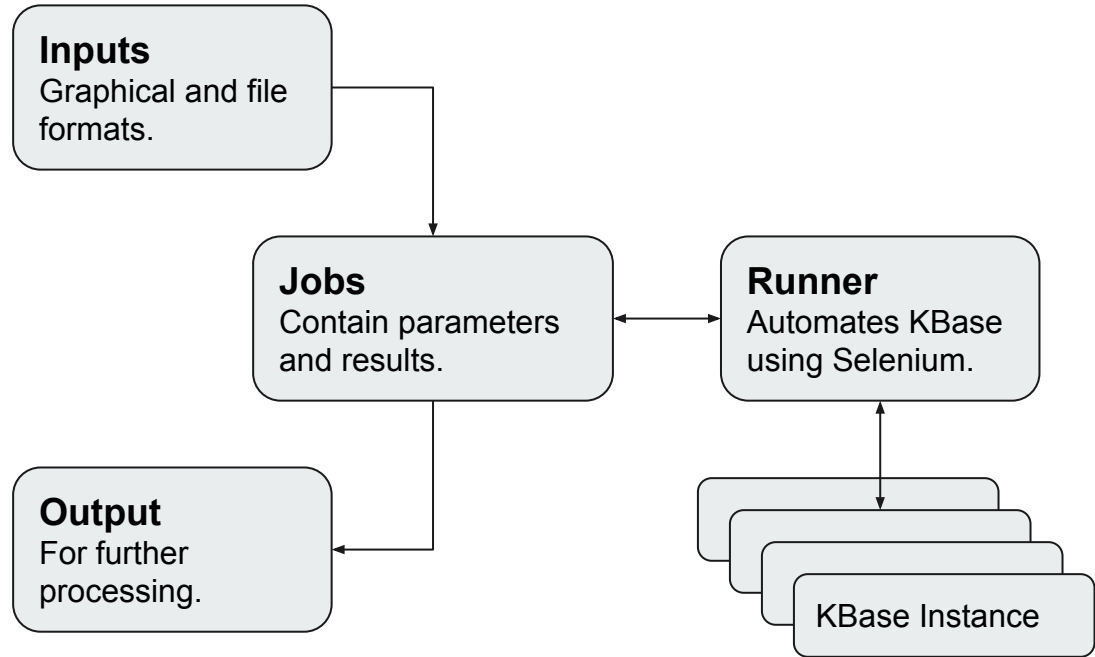 Inputs
Graphical and file
formats.
Jobs
Contain parameters
and results.
Runner
Automates KBase
using Selenium.
Output
For further
processing.
KBase Instance